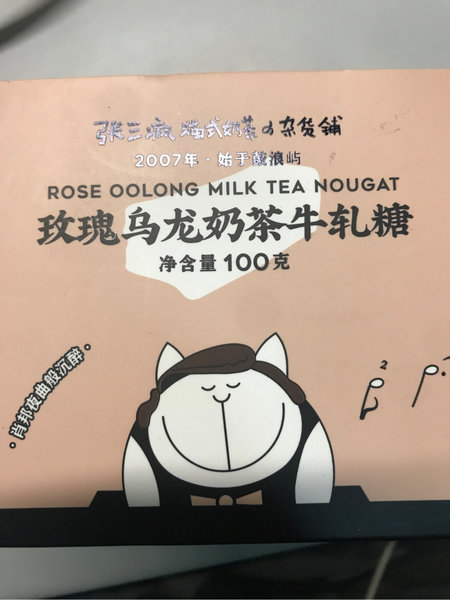 张三疯 猫式奶茶の杂货铺
2007年·始于鼓浪屿
ROSE OOLONG MILK TEA NOUGAT
玫瑰乌龙奶茶牛轧糖
净含量 100克
·肖邦夜曲般沉醉·
2